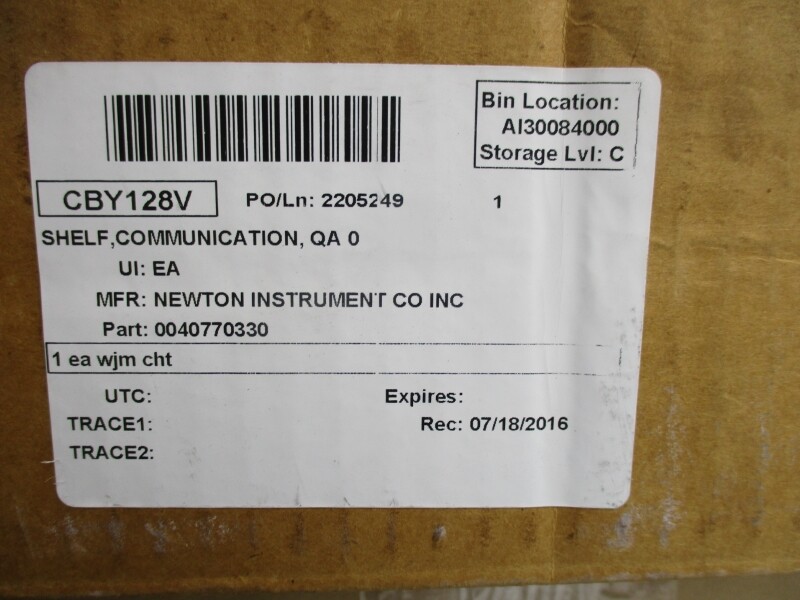 Bin Location:
AI30084000
Storage Lvl: C
CBY128V PO/Ln: 2205249 1
SHELF,COMMUNICATION, QA 0
UI: EA
MFR: NEWTON INSTRUMENT CO INC
Part: 0040770330
1 ea wjm cht
UTC: Expires:
TRACE1: Rec: 07/18/2016
TRACE2: